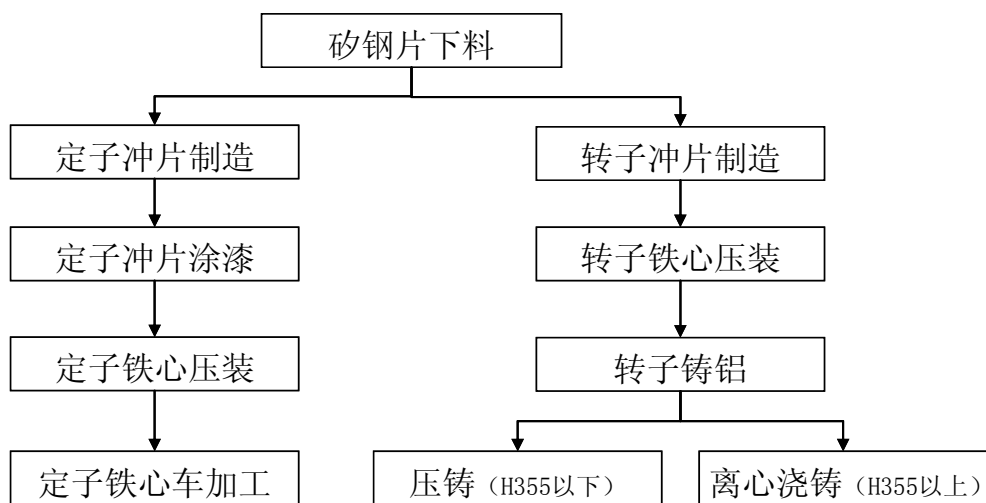 矽钢片下料
定子冲片制造
转子冲片制造
定子冲片涂漆
转子铁心压装
定子铁心压装
转子铸铝
定子铁心车加工
压铸（H355以下）
离心浇铸（H355以上）